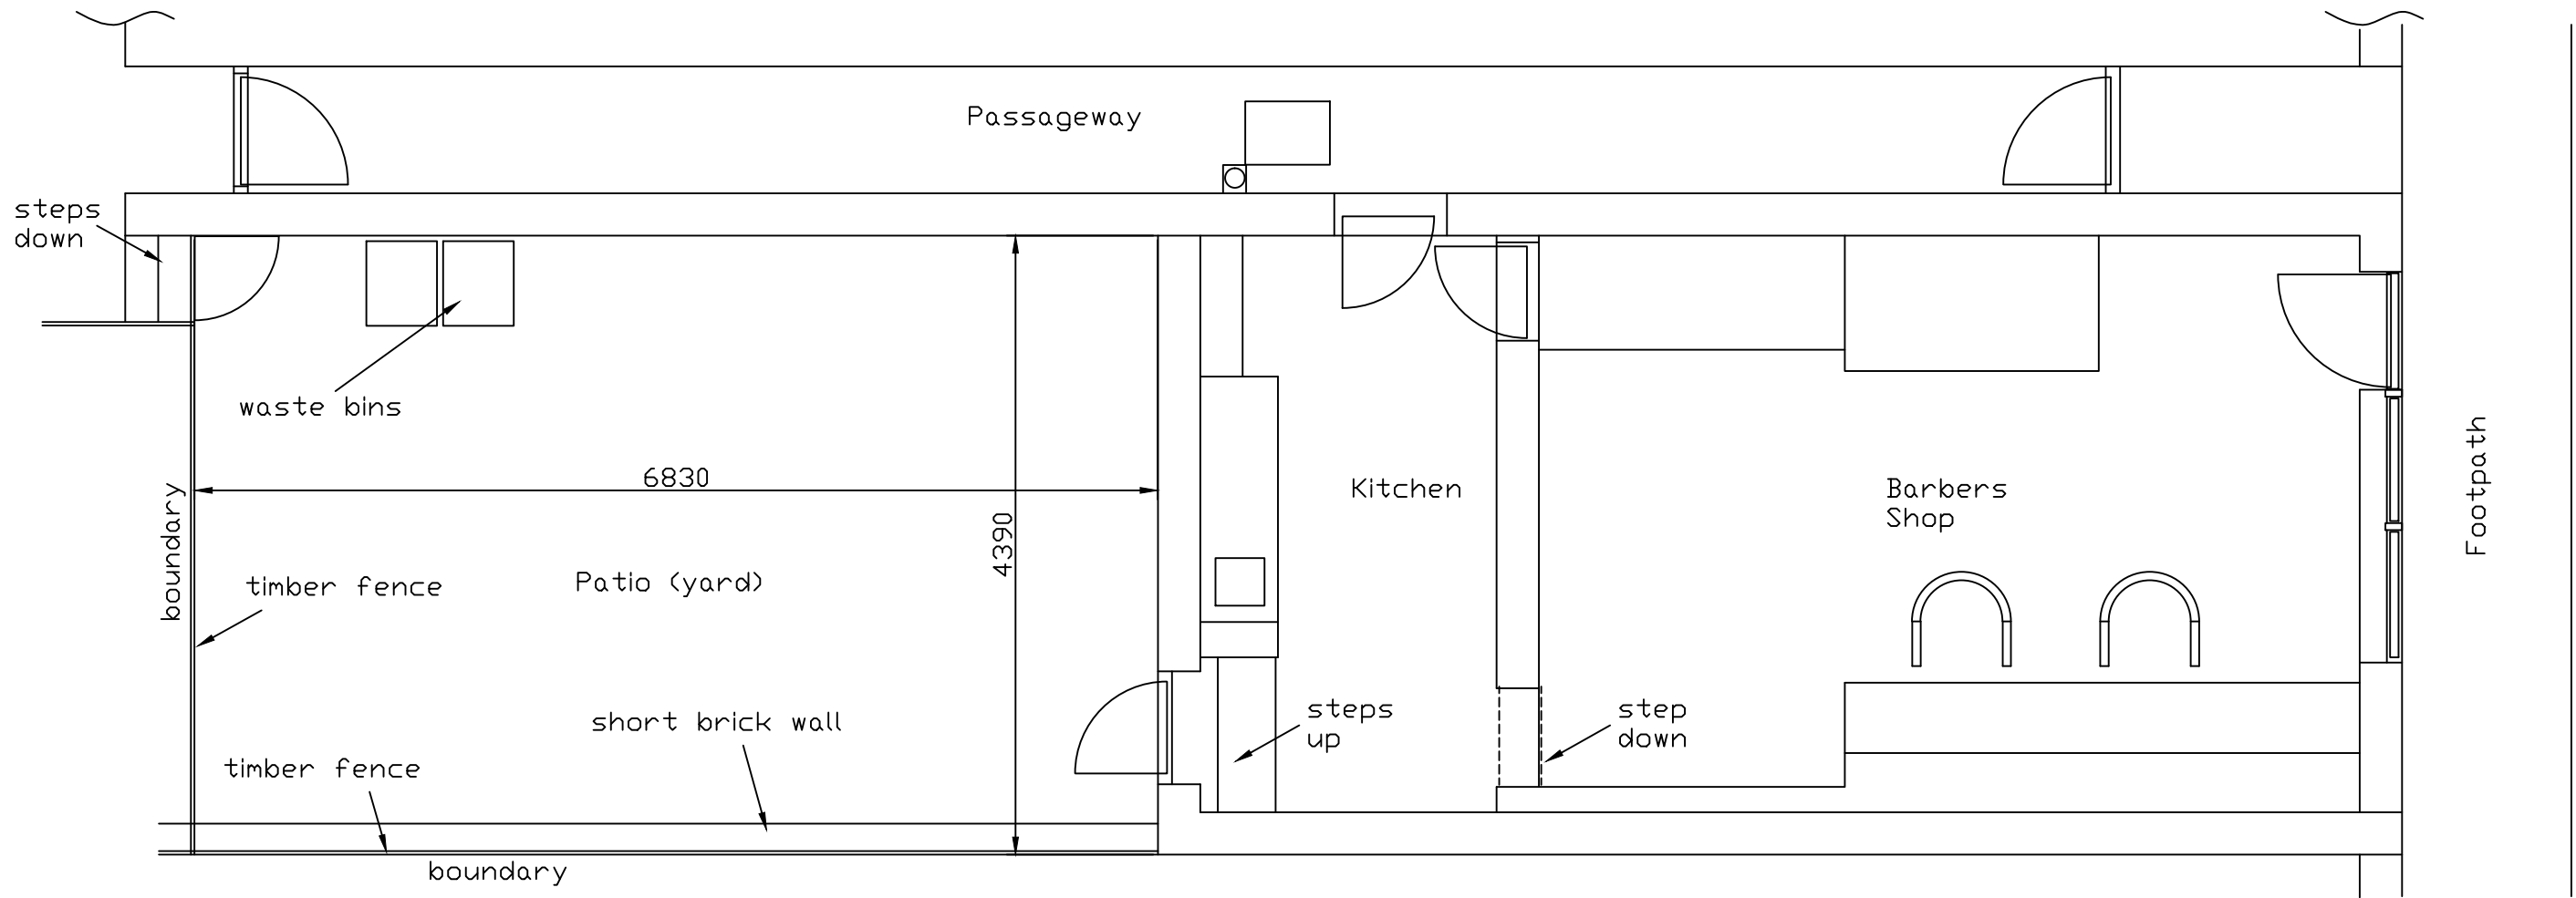 Passageway
steps
down
waste bins
6830
Kitchen
Barbers
Shop
Footpath
boundary
4390
timber fence
Patio (yard)
short brick wall
steps
up
step
down
timber fence
boundary